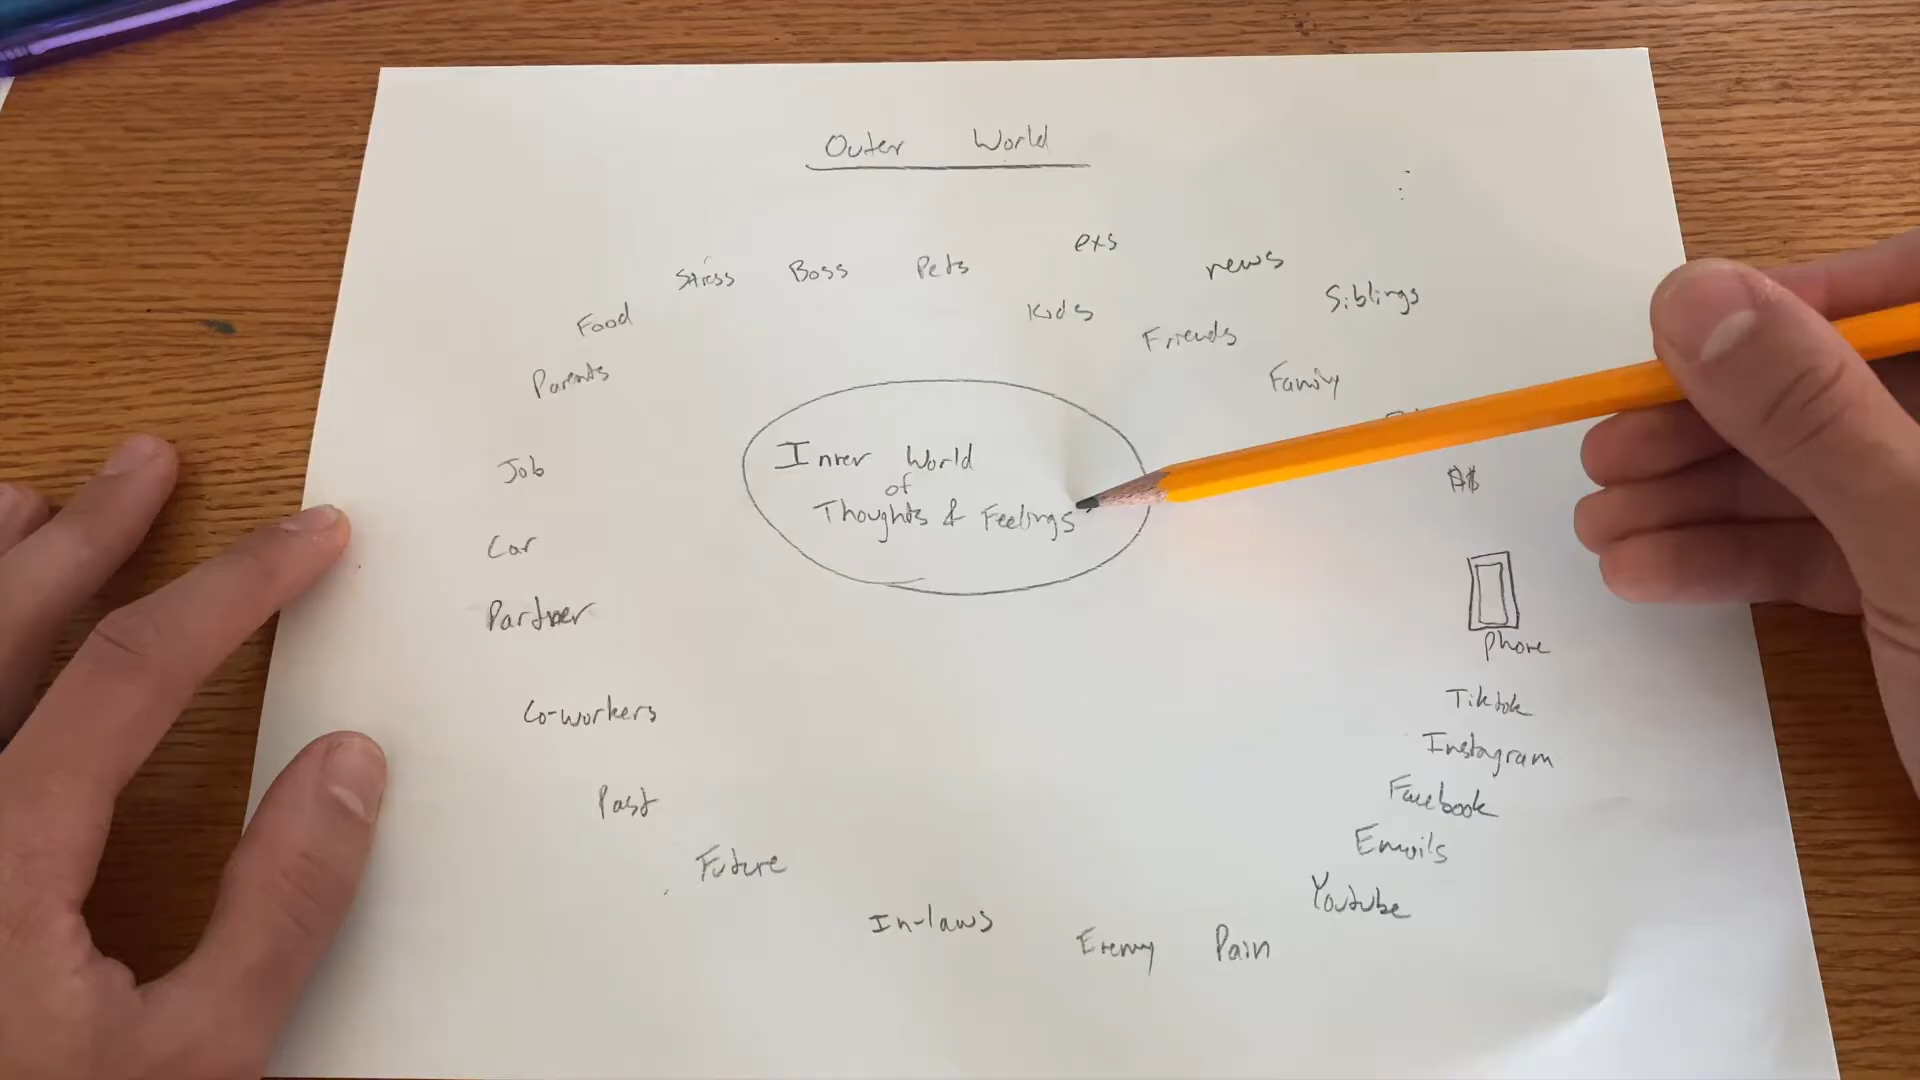 Outer World
exs
Stress Boss Pets
news
Siblings
Food
Kids
Friends
Parents
Family
Inner World
of
Thoughts & Feelings
Job
Car
Partner
Phone
Co-workers
Tiktok
Instagram
Past
Facebook
Emails
Future
Youtube
In-laws
Enemy Pain